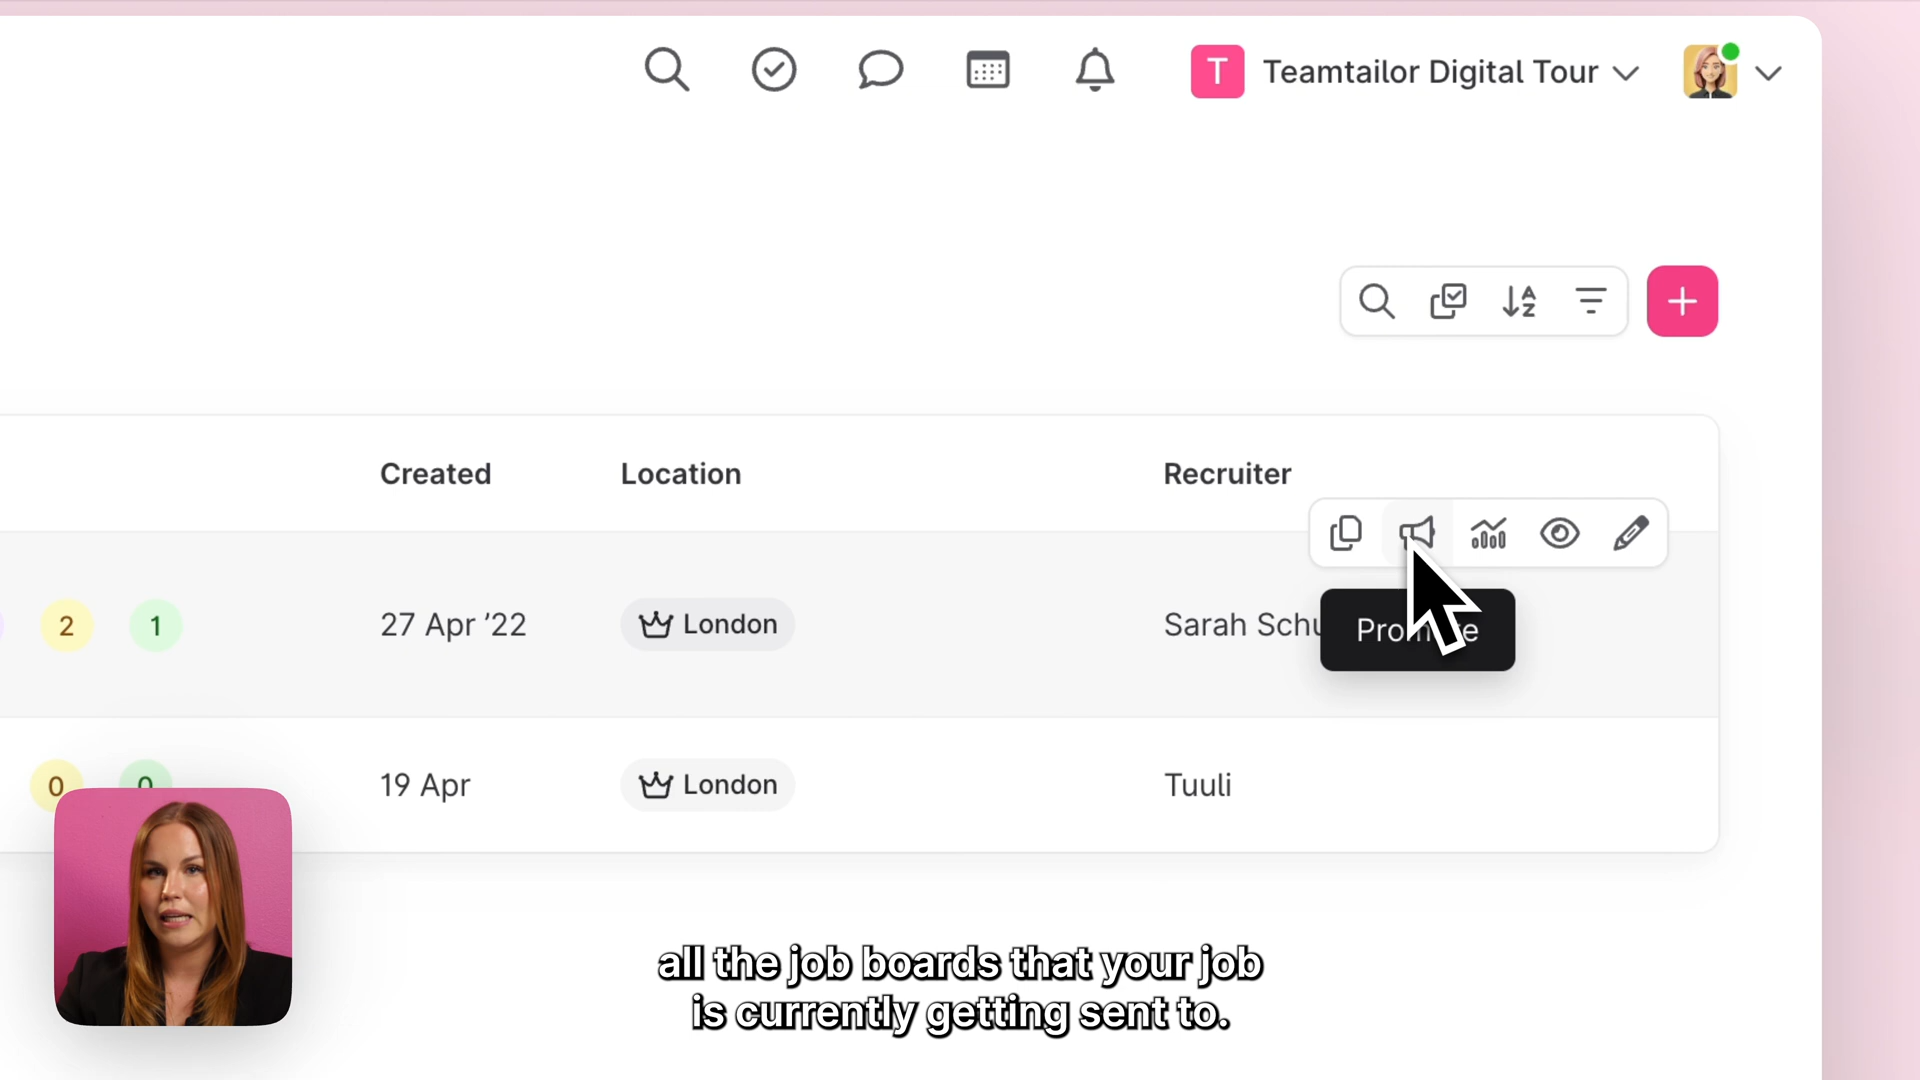 T Teamtailor Digital Tour
Created Location Recruiter
2 1 27 Apr ’22 London Sarah
0 0 19 Apr London Tuuli
all the job boards that your job
is currently getting sent to.